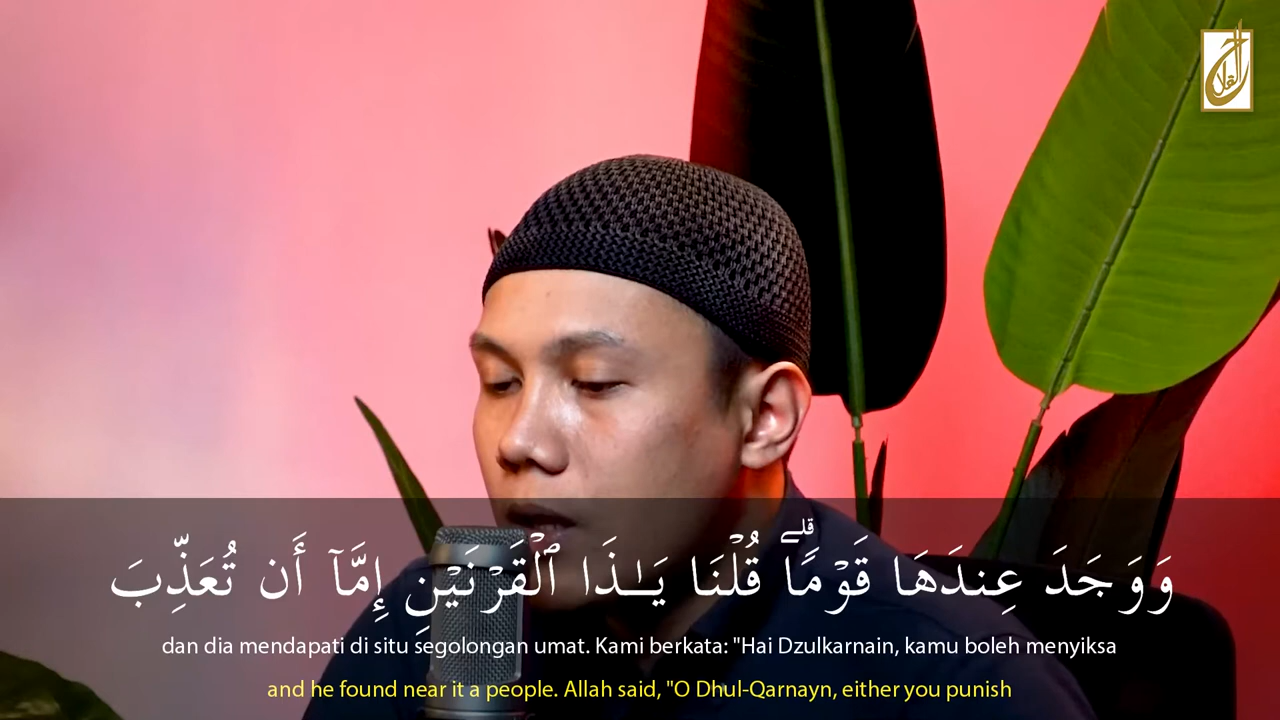 وَوَجَدَ عِندَهَا قَوْمًا ۗ قُلْنَا يَـٰذَا ٱلْقَرْنَيْنِ إِمَّآ أَن تُعَذِّبَ
dan dia mendapati di situ segolongan umat. Kami berkata: "Hai Dzulkarnain, kamu boleh menyiksa
and he found near it a people. Allah said, "O Dhul-Qarnayn, either you punish